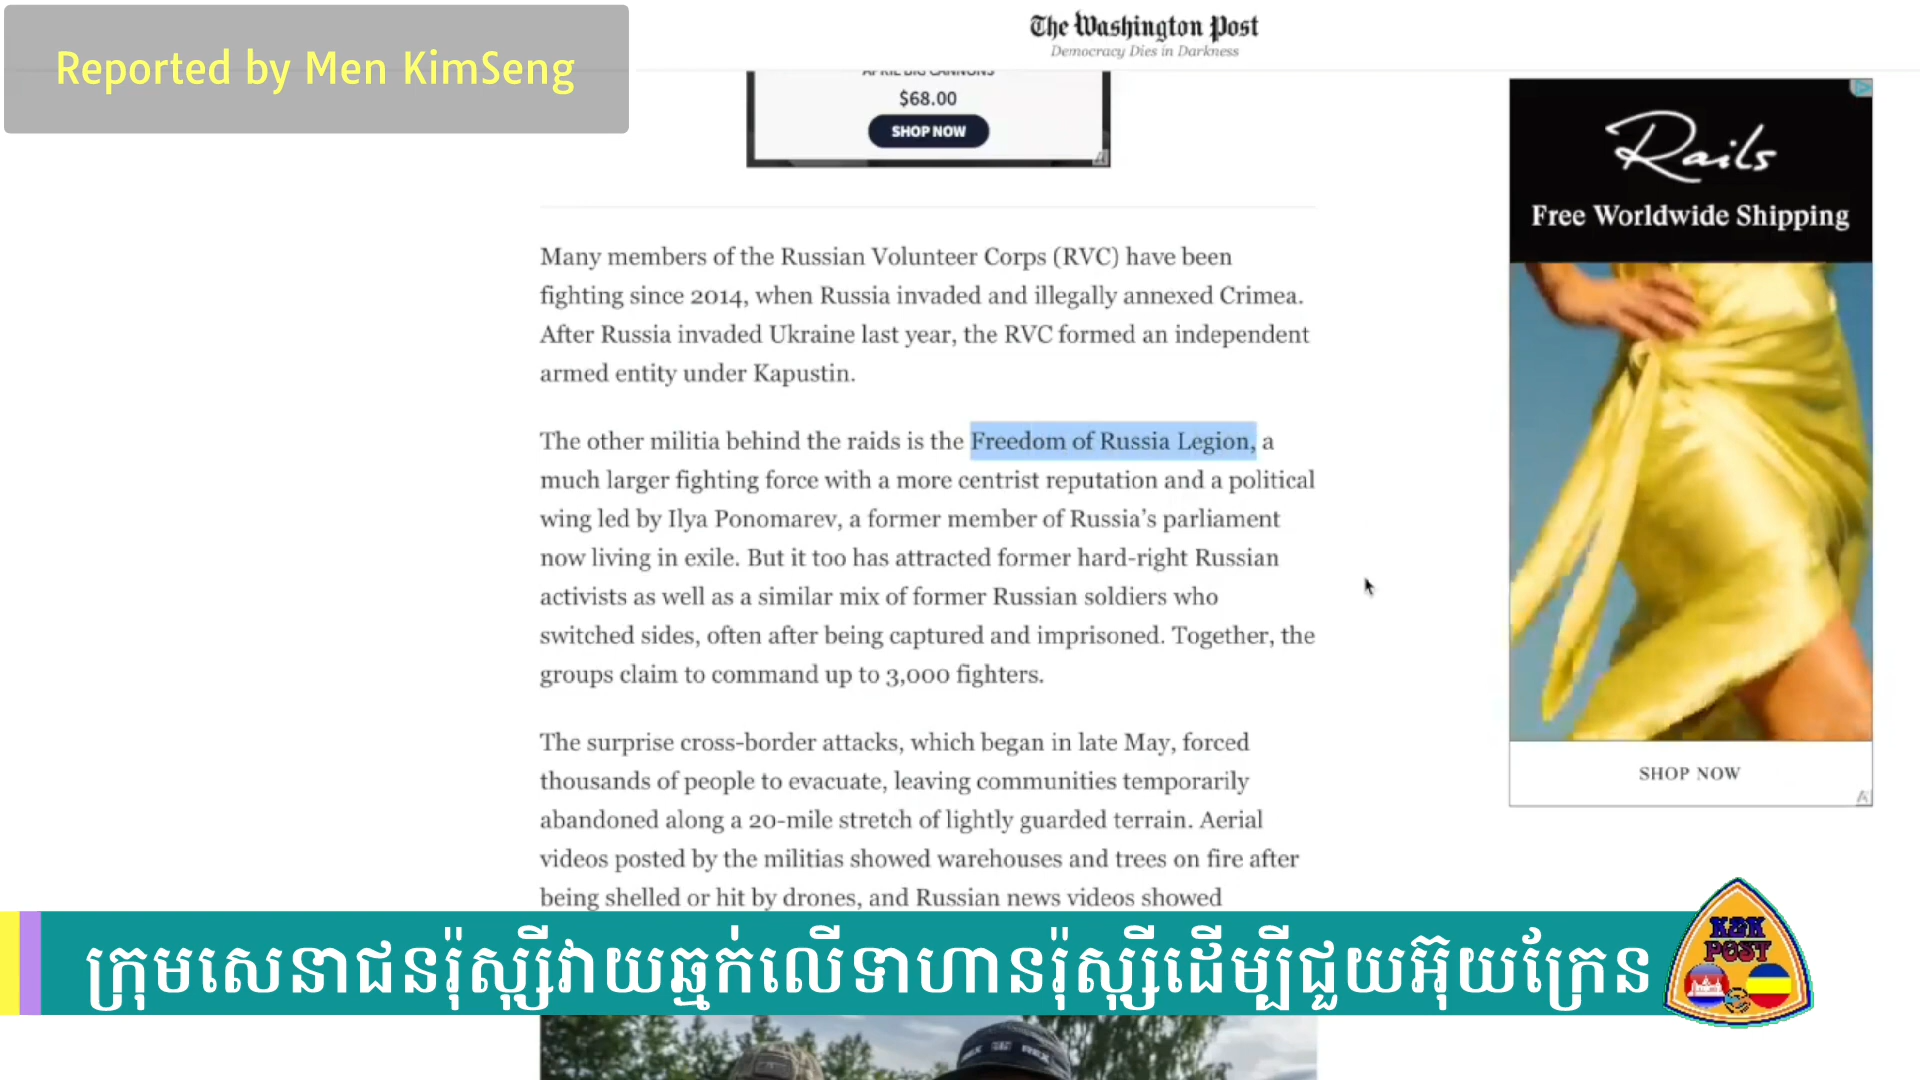 Reported by Men KimSeng
The Washington Post
Democracy Dies in Darkness
APRIL BIG CANNONS
$68.00
SHOP NOW
Rails
Free Worldwide Shipping
SHOP NOW
Many members of the Russian Volunteer Corps (RVC) have been
fighting since 2014, when Russia invaded and illegally annexed Crimea.
After Russia invaded Ukraine last year, the RVC formed an independent
armed entity under Kapustin.
The other militia behind the raids is the Freedom of Russia Legion, a
much larger fighting force with a more centrist reputation and a political
wing led by Ilya Ponomarev, a former member of Russia's parliament
now living in exile. But it too has attracted former hard-right Russian
activists as well as a similar mix of former Russian soldiers who
switched sides, often after being captured and imprisoned. Together, the
groups claim to command up to 3,000 fighters.
The surprise cross-border attacks, which began in late May, forced
thousands of people to evacuate, leaving communities temporarily
abandoned along a 20-mile stretch of lightly guarded terrain. Aerial
videos posted by the militias showed warehouses and trees on fire after
being shelled or hit by drones, and Russian news videos showed
ក្រុមសេនាជនរ៉ុស្ស៊ីវាយឆ្មក់លើទាហានរ៉ុស្ស៊ីដើម្បីជួយអ៊ុយក្រែន
K&K
POST
REX
REX